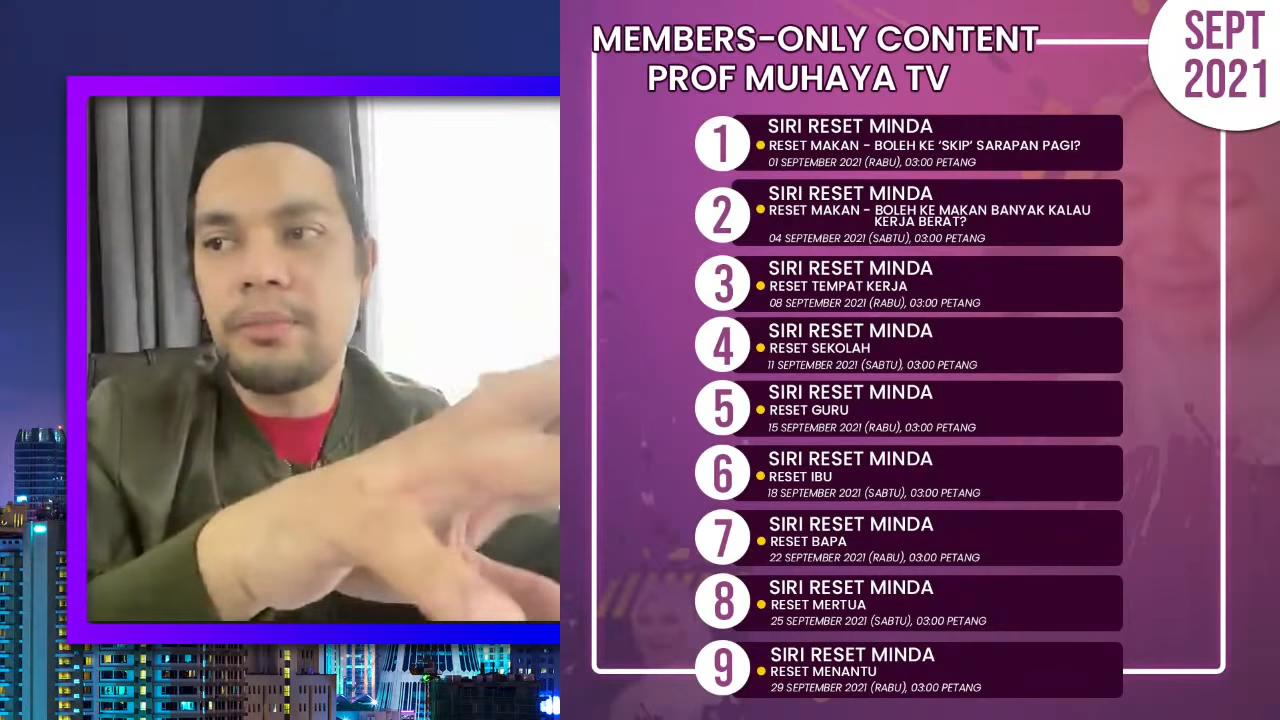 MEMBERS-ONLY CONTENT
PROF MUHAYA TV
SEPT
2021
1
SIRI RESET MINDA
RESET MAKAN - BOLEH KE 'SKIP' SARAPAN PAGI?
01 SEPTEMBER 2021 (RABU), 03:00 PETANG
2
SIRI RESET MINDA
RESET MAKAN - BOLEH KE MAKAN BANYAK KALAU
KERJA BERAT?
04 SEPTEMBER 2021 (SABTU), 03:00 PETANG
3
SIRI RESET MINDA
RESET TEMPAT KERJA
08 SEPTEMBER 2021 (RABU), 03:00 PETANG
4
SIRI RESET MINDA
RESET SEKOLAH
11 SEPTEMBER 2021 (SABTU), 03:00 PETANG
5
SIRI RESET MINDA
RESET GURU
15 SEPTEMBER 2021 (RABU), 03:00 PETANG
6
SIRI RESET MINDA
RESET IBU
18 SEPTEMBER 2021 (SABTU), 03:00 PETANG
7
SIRI RESET MINDA
RESET BAPA
22 SEPTEMBER 2021 (RABU), 03:00 PETANG
8
SIRI RESET MINDA
RESET MERTUA
25 SEPTEMBER 2021 (SABTU), 03:00 PETANG
9
SIRI RESET MINDA
RESET MENANTU
29 SEPTEMBER 2021 (RABU), 03:00 PETANG